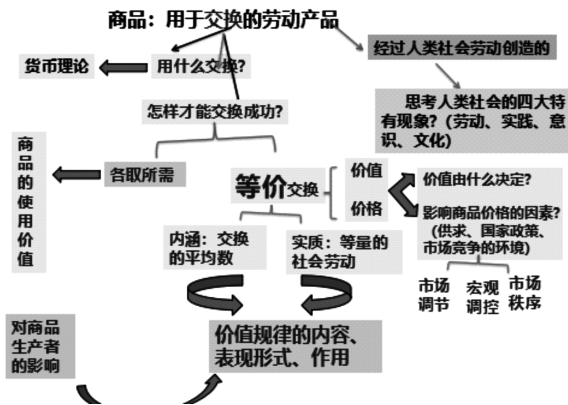 商品：用于交换的劳动产品
经过人类社会劳动创造的
货币理论
用什么交换？
思考人类社会的四大特
有现象？（劳动、实践、意
识、文化）
怎样才能交换成功？
商品的使用价值
各取所需
等价交换
价值
价格
价值由什么决定？
影响商品价格的因素？
（供求、国家政策、
市场竞争的环境）
内涵：交换
的平均数
实质：等量的
社会劳动
市场
调节
宏观
调控
市场
秩序
对商品
生产者
的影响
价值规律的内容、
表现形式、作用